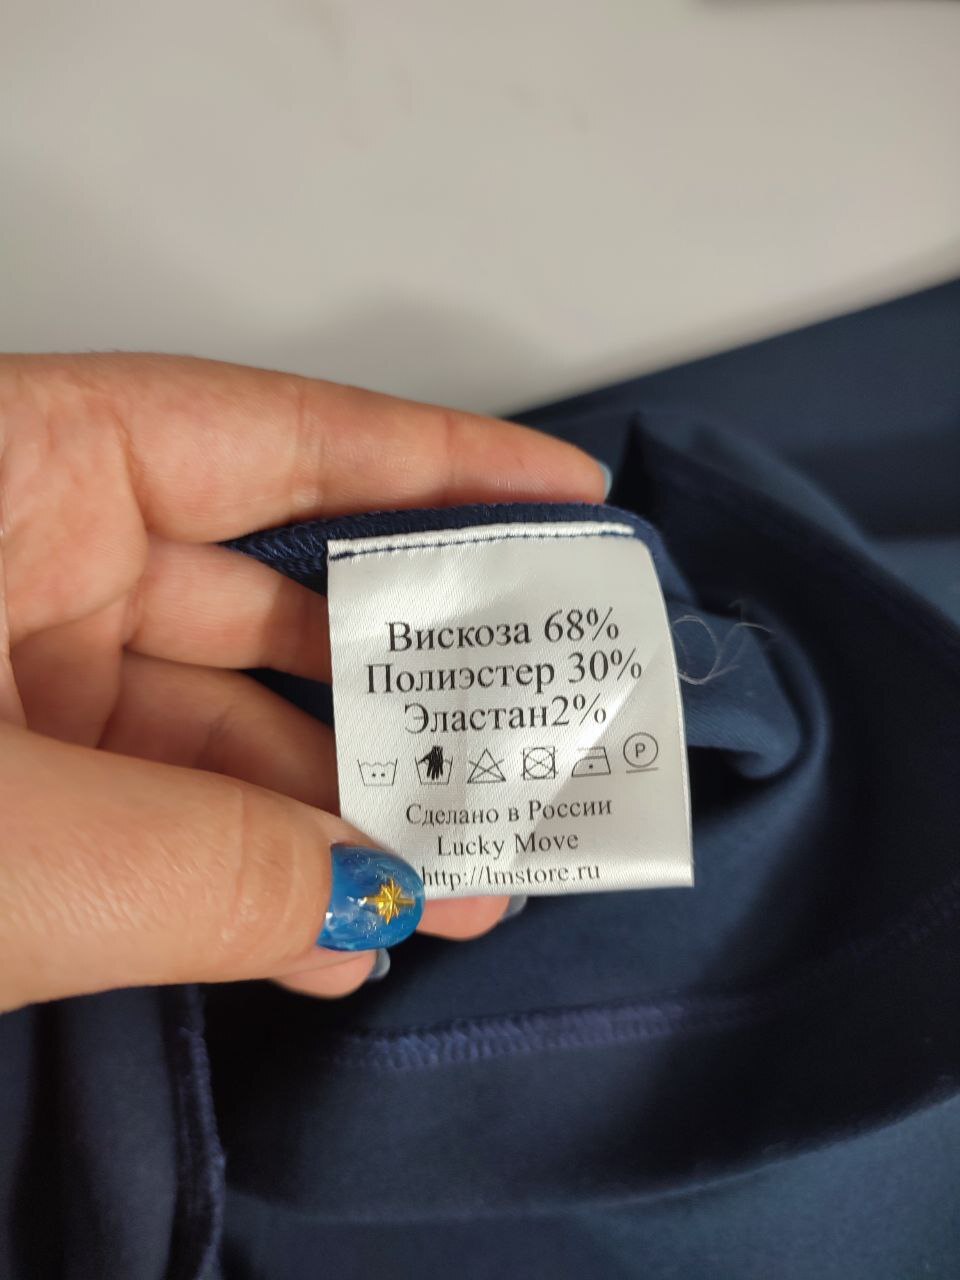 Вискоза 68%
Полиэстер 30%
Эластан2%
P
Сделано в России
Lucky Move
http://lmstore.ru